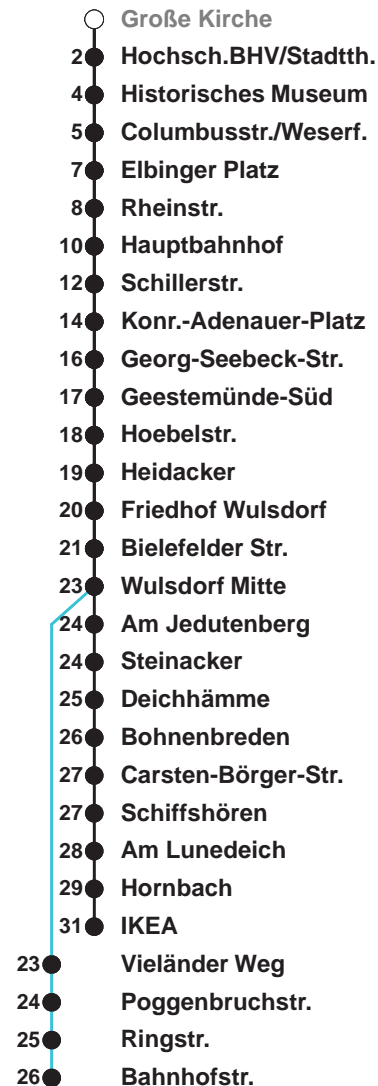 Große Kirche
2 Hochsch.BHV/Stadtth.
4 Historisches Museum
5 Columbusstr./Weserf.
7 Elbinger Platz
8 Rheinstr.
10 Hauptbahnhof
12 Schillerstr.
14 Konr.-Adenauer-Platz
16 Georg-Seebeck-Str.
17 Geestemünde-Süd
18 Hoebelstr.
19 Heidacker
20 Friedhof Wulsdorf
21 Bielefelder Str.
23 Wulsdorf Mitte
24 Am Jedutenberg
24 Steinacker
25 Deichhämme
26 Bohnenbreden
27 Carsten-Börger-Str.
27 Schiffshören
28 Am Lunedeich
29 Hornbach
31 IKEA
23 Vieländer Weg
24 Poggenbruchstr.
25 Ringstr.
26 Bahnhofstr.